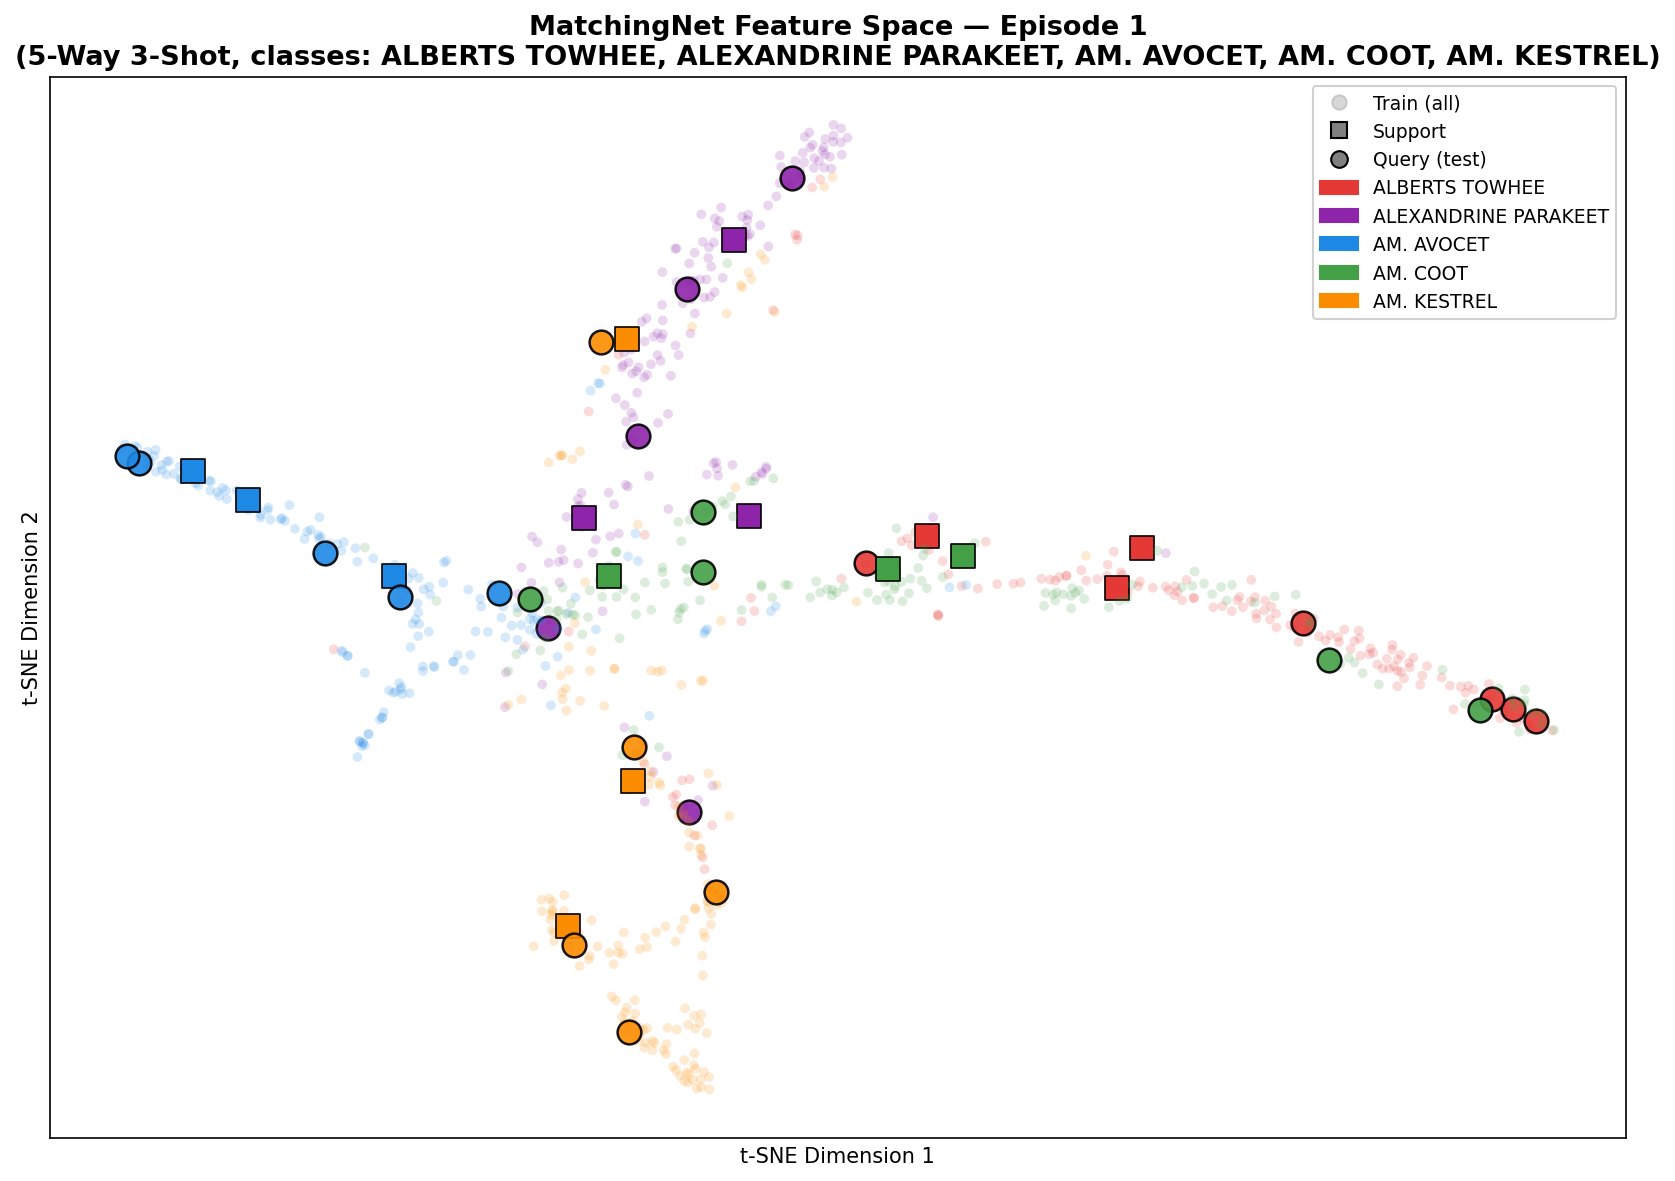 MatchingNet Feature Space — Episode 1
(5-Way 3-Shot, classes: ALBERTS TOWHEE, ALEXANDRINE PARAKEET, AM. AVOCET, AM. COOT, AM. KESTREL)
Train (all)
Support
Query (test)
ALBERTS TOWHEE
ALEXANDRINE PARAKEET
AM. AVOCET
AM. COOT
AM. KESTREL
t-SNE Dimension 2
t-SNE Dimension 1